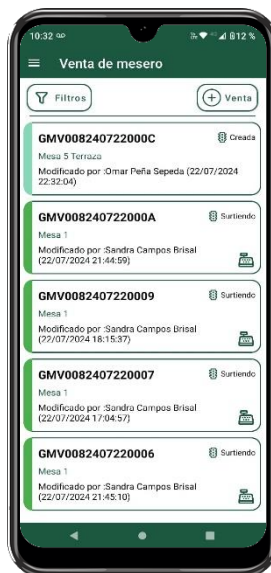 10:32
12 %
Venta de mesero
Filtros
Venta
GMV008240722000C
Creada
Mesa 5 Terraza
Modificado por :Omar Peña Sepeda (22/07/2024
22:32:04)
GMV008240722000A
Surtiendo
Mesa 1
Modificado por :Sandra Campos Brisal
(22/07/2024 21:44:59)
GMV0082407220009
Surtiendo
Mesa 1
Modificado por :Sandra Campos Brisal
(22/07/2024 18:15:37)
GMV0082407220007
Surtiendo
Mesa 1
Modificado por :Sandra Campos Brisal
(22/07/2024 17:04:57)
GMV0082407220006
Surtiendo
Mesa 1
Modificado por :Sandra Campos Brisal
(22/07/2024 21:45:10)